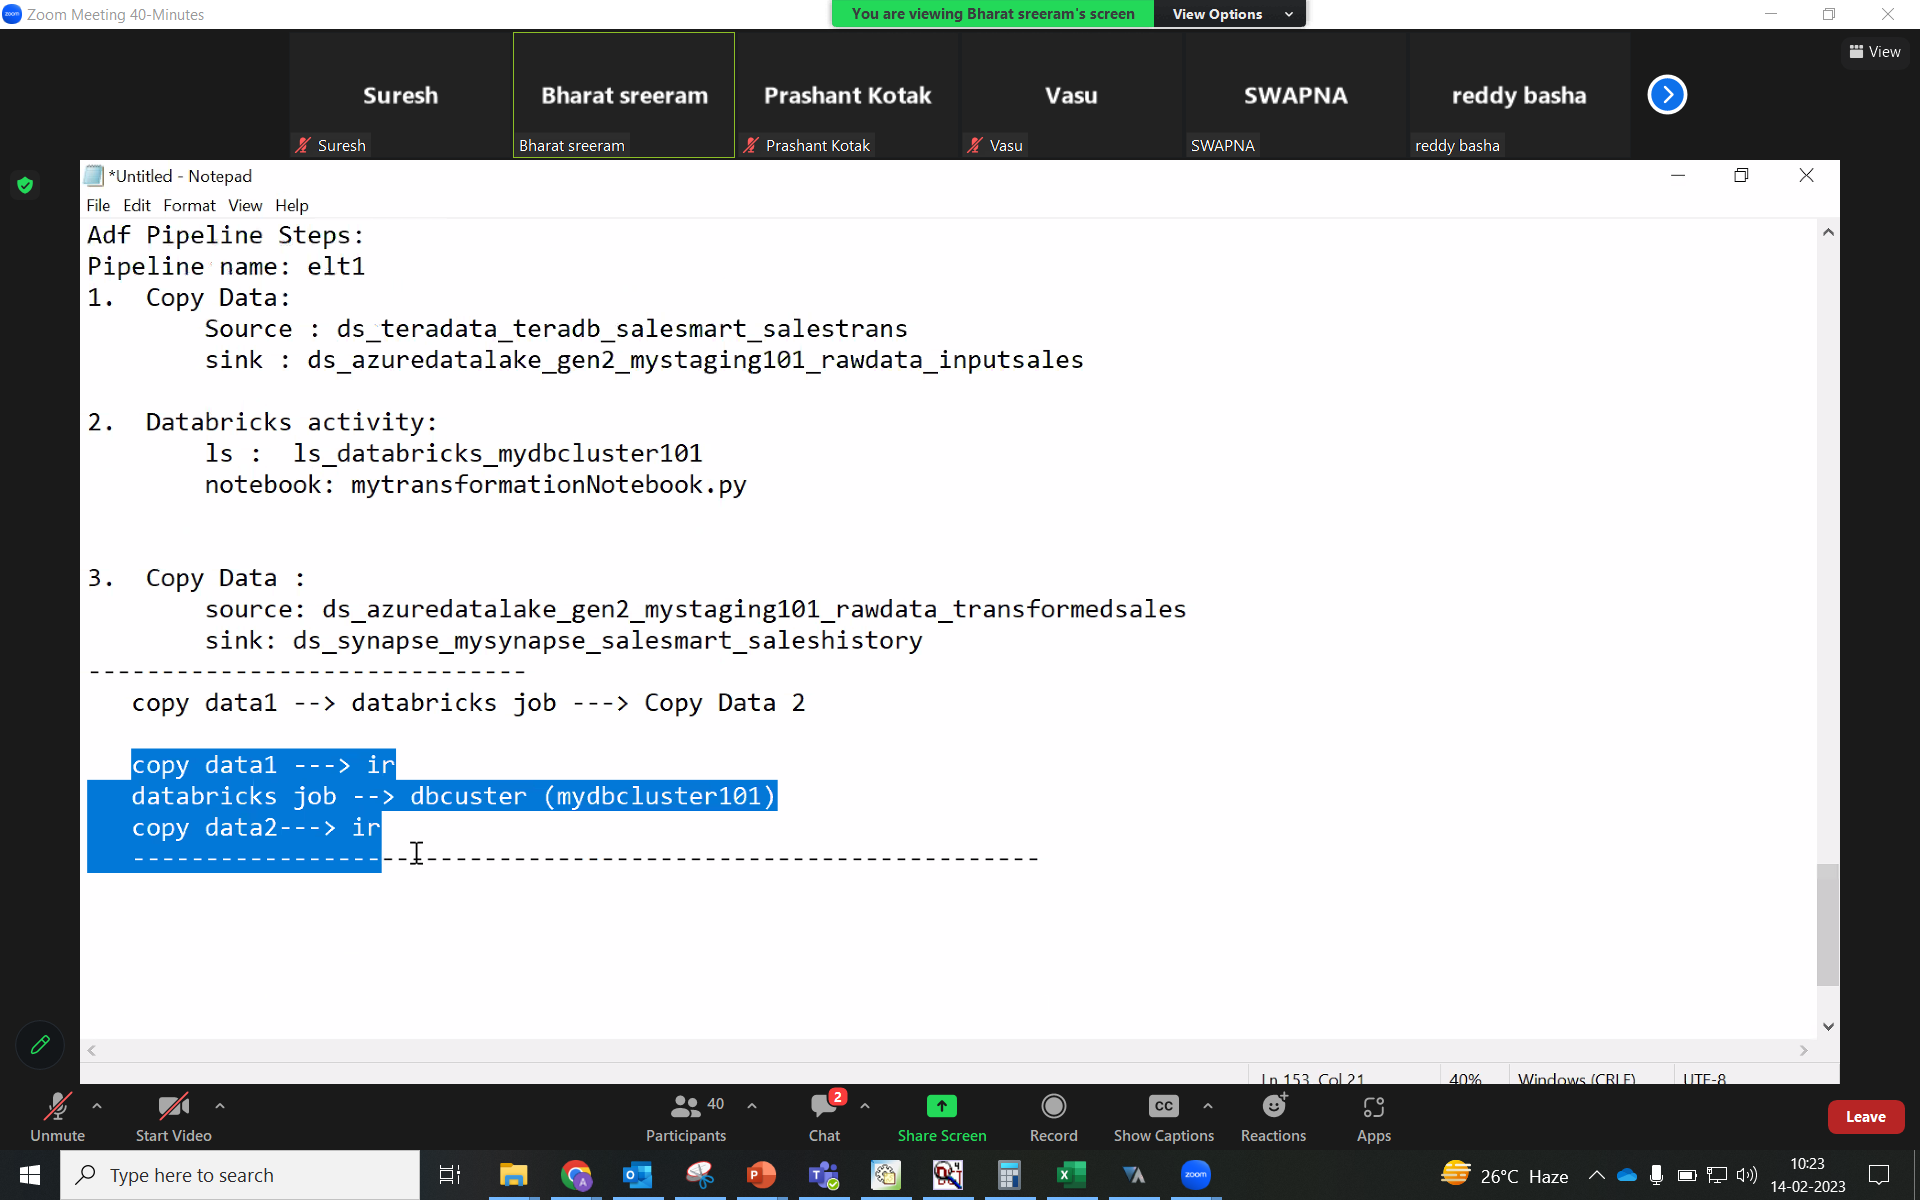 Zoom Meeting 40-Minutes
You are viewing Bharat sreeram's screen
View Options
View
Suresh
Bharat sreeram
Prashant Kotak
Vasu
SWAPNA
reddy basha
Suresh
Bharat sreeram
Prashant Kotak
Vasu
SWAPNA
reddy basha
*Untitled - Notepad
File Edit Format View Help
Adf Pipeline Steps:
Pipeline name: elt1
1. Copy Data:
Source : ds_teradata_teradb_salesmart_salestrans
sink : ds_azuredatalake_gen2_mystaging101_rawdata_inputsales
2. Databricks activity:
ls : ls_databricks_mydbcluster101
notebook: mytransformationNotebook.py
3. Copy Data :
source: ds_azuredatalake_gen2_mystaging101_rawdata_transformedsales
sink: ds_synapse_mysynapse_salesmart_saleshistory
------------------------------
copy data1 --> databricks job ---> Copy Data 2
copy data1 ---> ir
databricks job --> dbcuster (mydbcluster101)
copy data2---> ir
--------------------------------------------------------------
Ln 153, Col 21
40%
Windows (CRLF)
UTF-8
Unmute
Start Video
40
Participants
2
Chat
Share Screen
Record
CC
Show Captions
Reactions
Apps
Leave
Type here to search
zoom
26°C Haze
10:23
14-02-2023